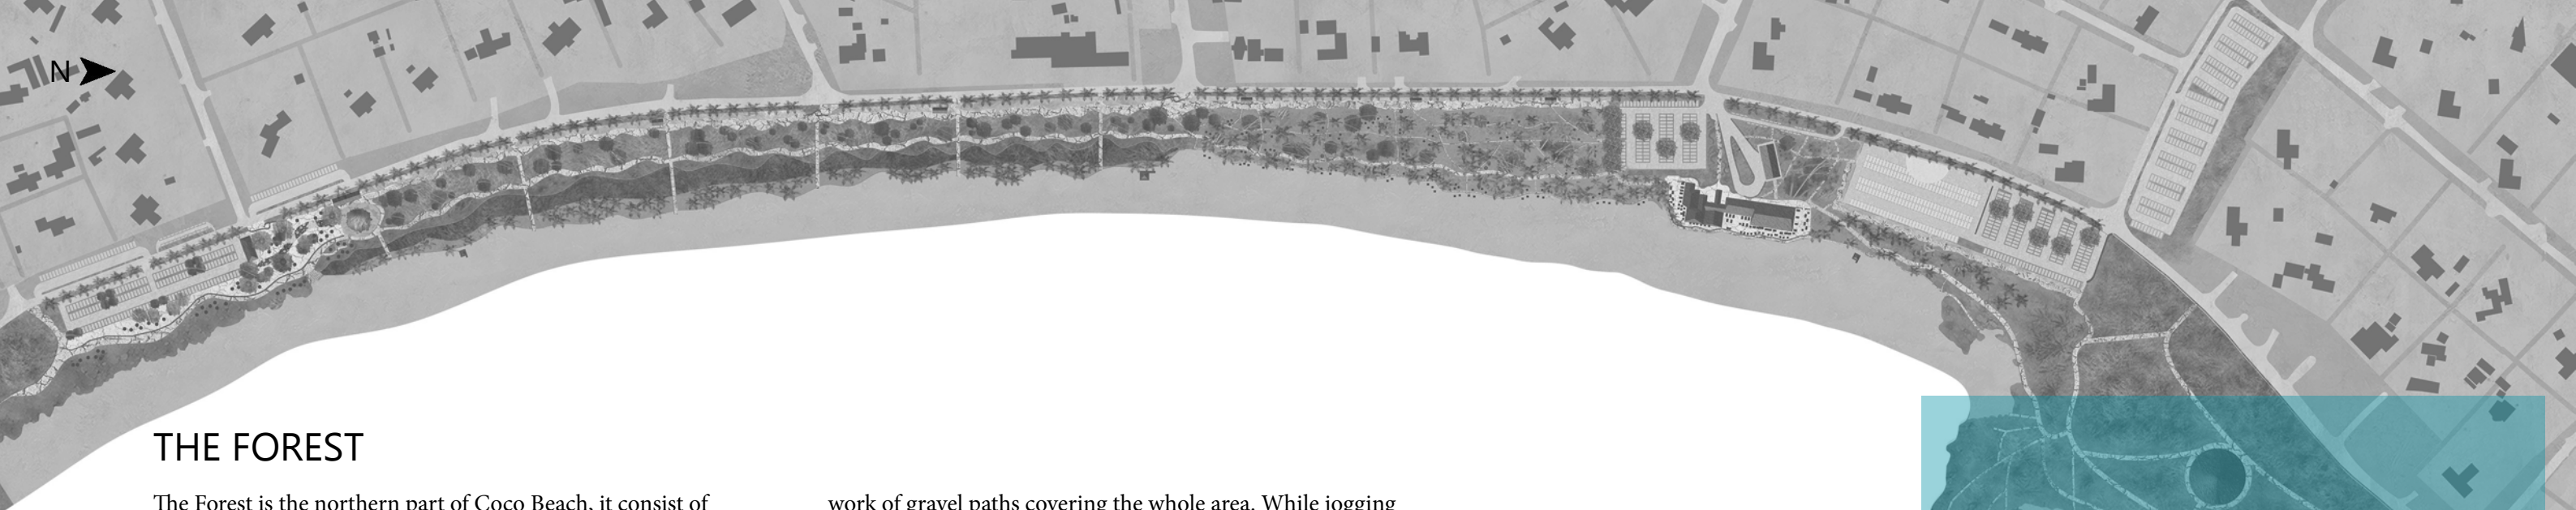 N
THE FOREST
The Forest is the northern part of Coco Beach, it consist of
work of gravel paths covering the whole area. While jogging